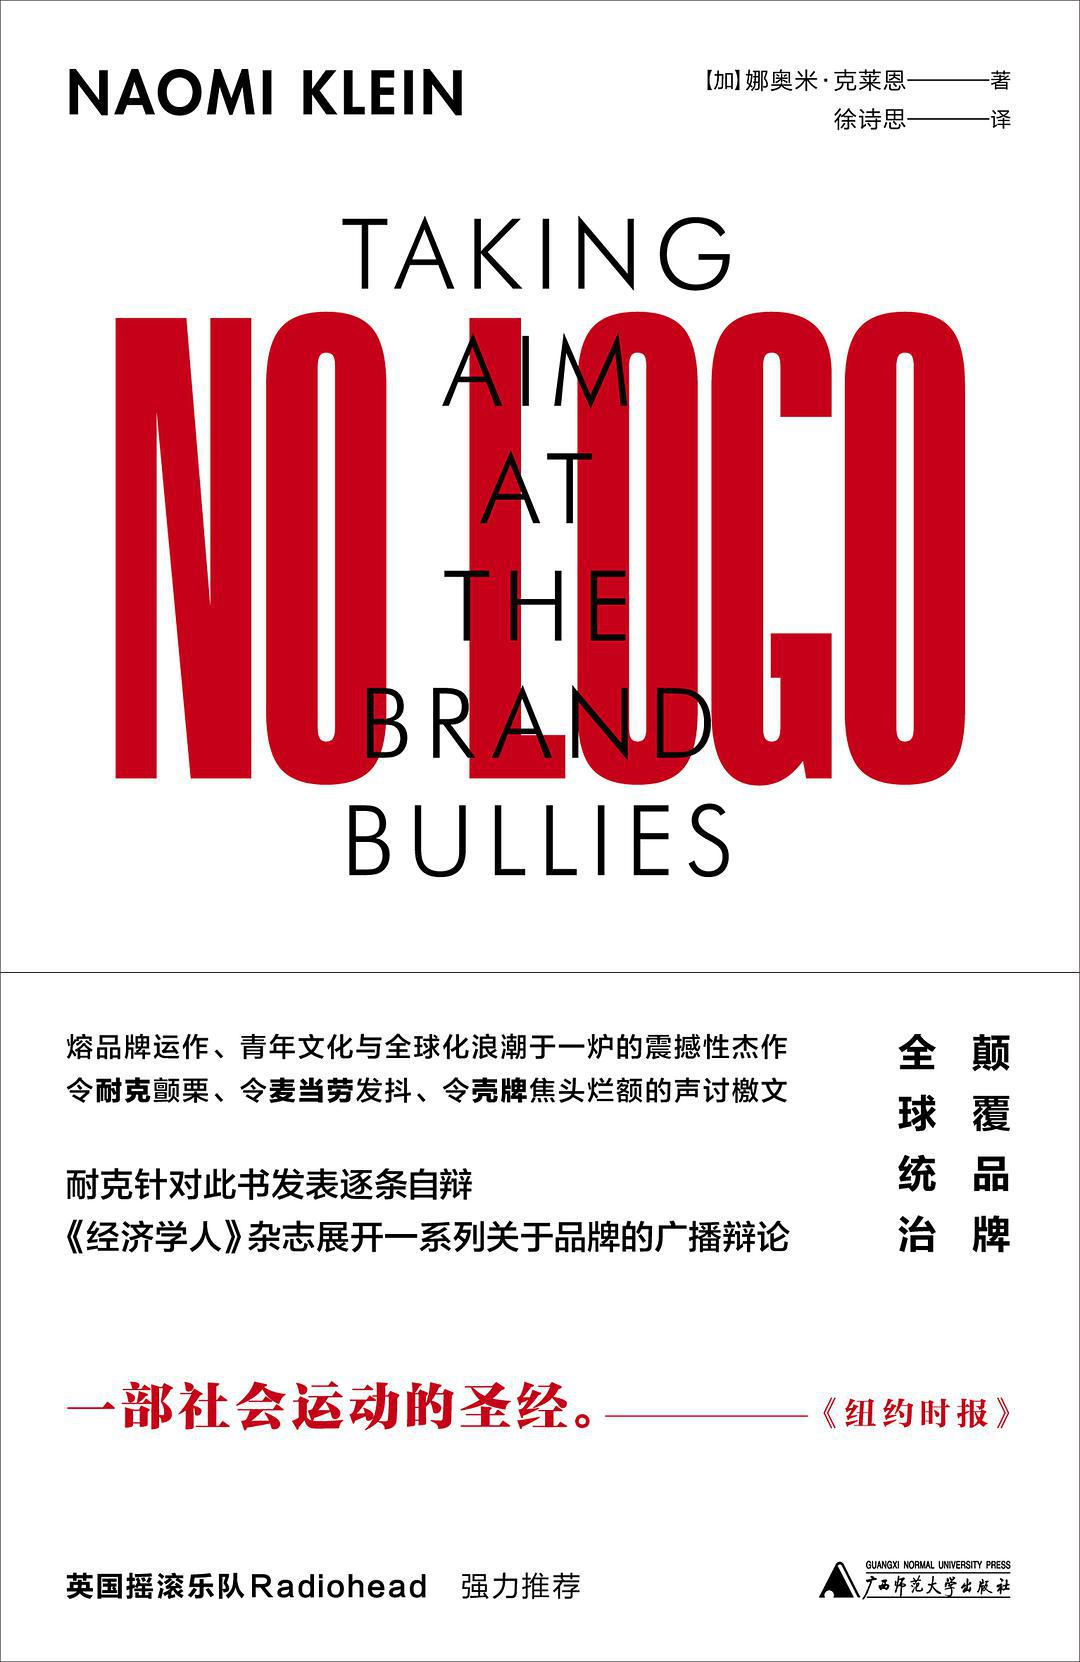 NAOMI KLEIN
【加】娜奥米·克莱恩————著
徐诗思————译
TAKING
NO LOGO
AIM
AT
THE
BRAND
BULLIES
熔品牌运作、青年文化与全球化浪潮于一炉的震撼性杰作
令耐克颤栗、令麦当劳发抖、令壳牌焦头烂额的声讨檄文
耐克针对此书发表逐条自辩
《经济学人》杂志展开一系列关于品牌的广播辩论
颠覆品牌
全球统治
一部社会运动的圣经。————《纽约时报》
英国摇滚乐队Radiohead 强力推荐
GUANGXI NORMAL UNIVERSITY PRESS
广西师范大学出版社